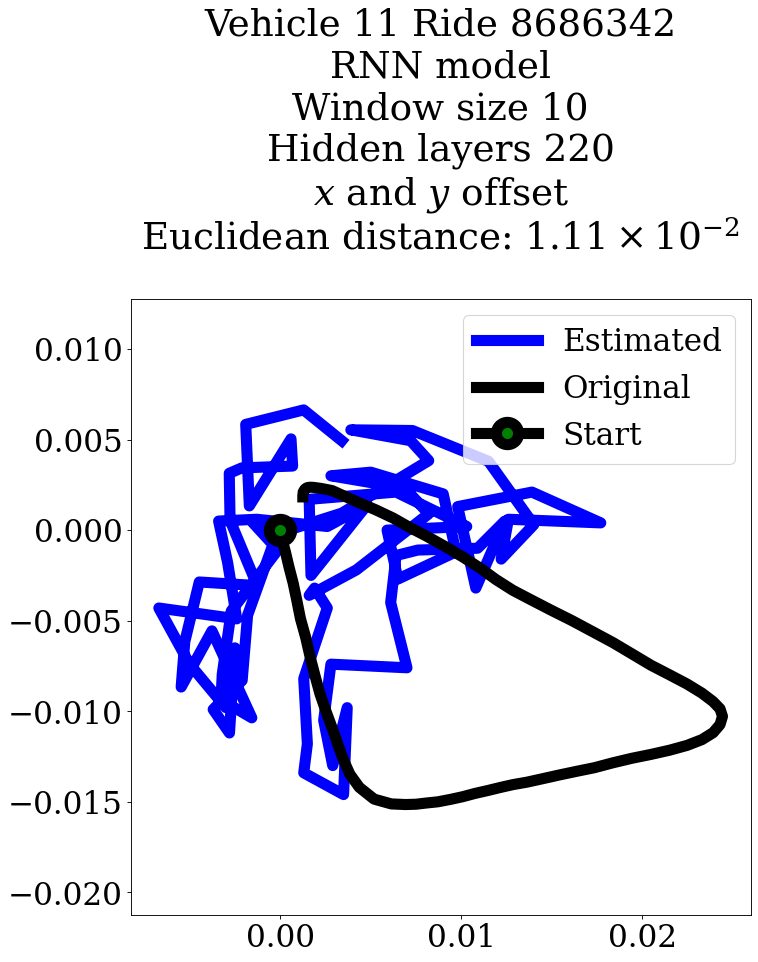 Vehicle 11 Ride 8686342
RNN model
Window size 10
Hidden layers 220
x and y offset
Euclidean distance: 1.11 × 10⁻²
Estimated
Original
Start
0.010
0.005
0.000
−0.005
−0.010
−0.015
−0.020
0.00 0.01 0.02